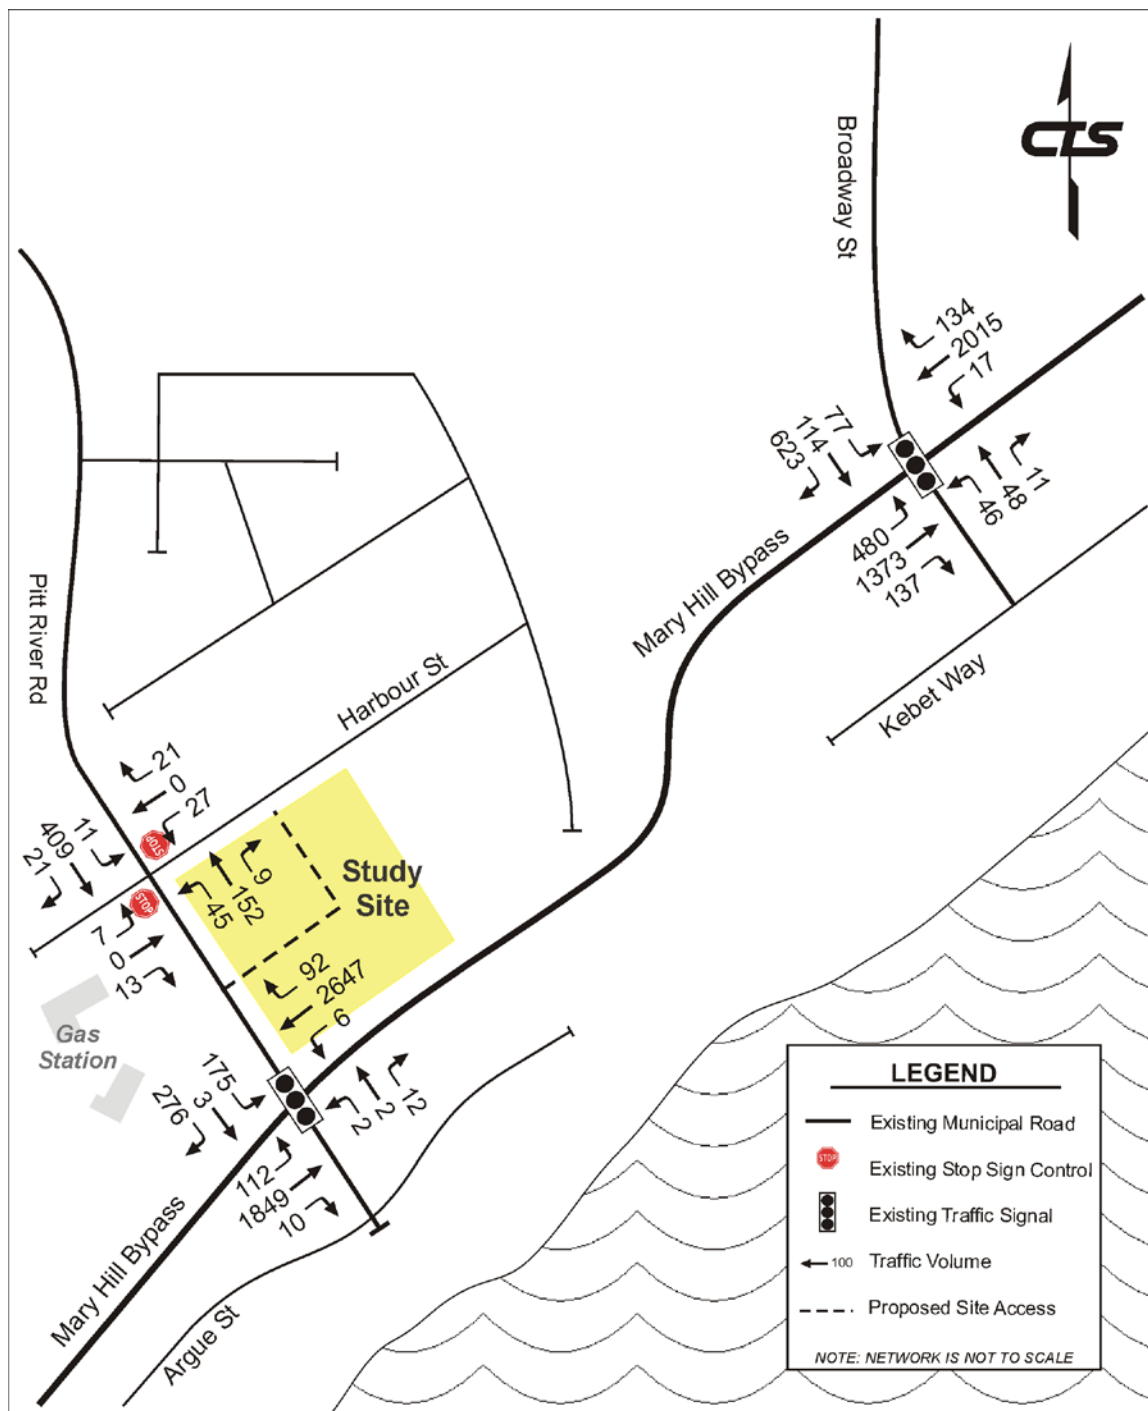 CTS
Broadway St
134
2015
17
77
114
623
11
48
46
480
1373
137
Mary Hill Bypass
Kebet Way
Pitt River Rd
Harbour St
21
0
27
STOP
11
409
21
STOP
9
152
45
7
0
13
Study
Site
92
2647
6
Gas
Station
175
3
276
12
2
2
112
1849
10
Mary Hill Bypass
Argue St
LEGEND
Existing Municipal Road
STOP
Existing Stop Sign Control
Existing Traffic Signal
100
Traffic Volume
Proposed Site Access
NOTE: NETWORK IS NOT TO SCALE